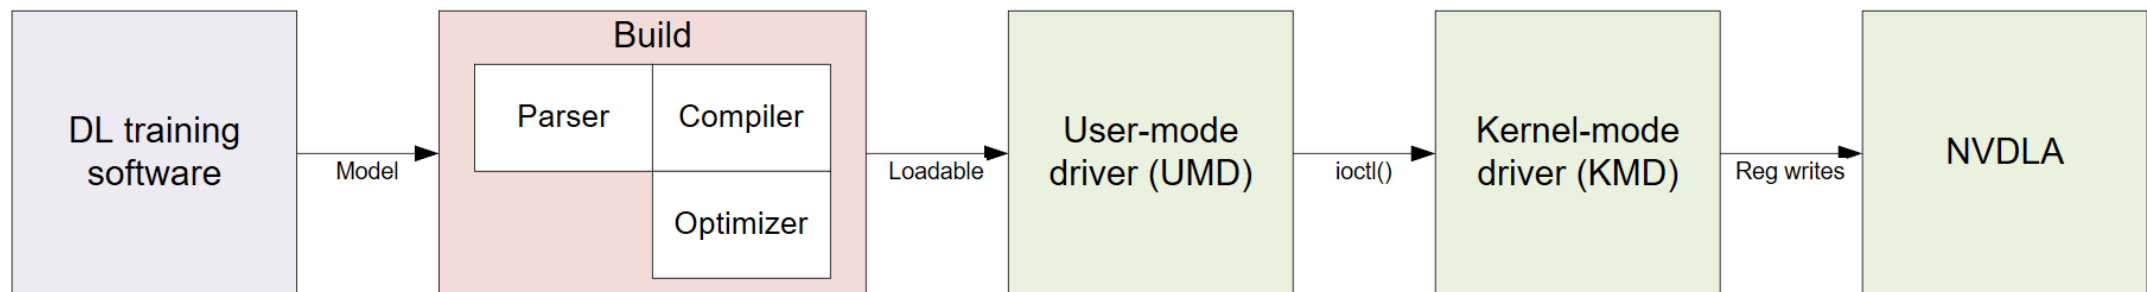 DL training
software
Model
Build
Parser
Compiler
Optimizer
Loadable
User-mode
driver (UMD)
ioctl()
Kernel-mode
driver (KMD)
Reg writes
NVDLA